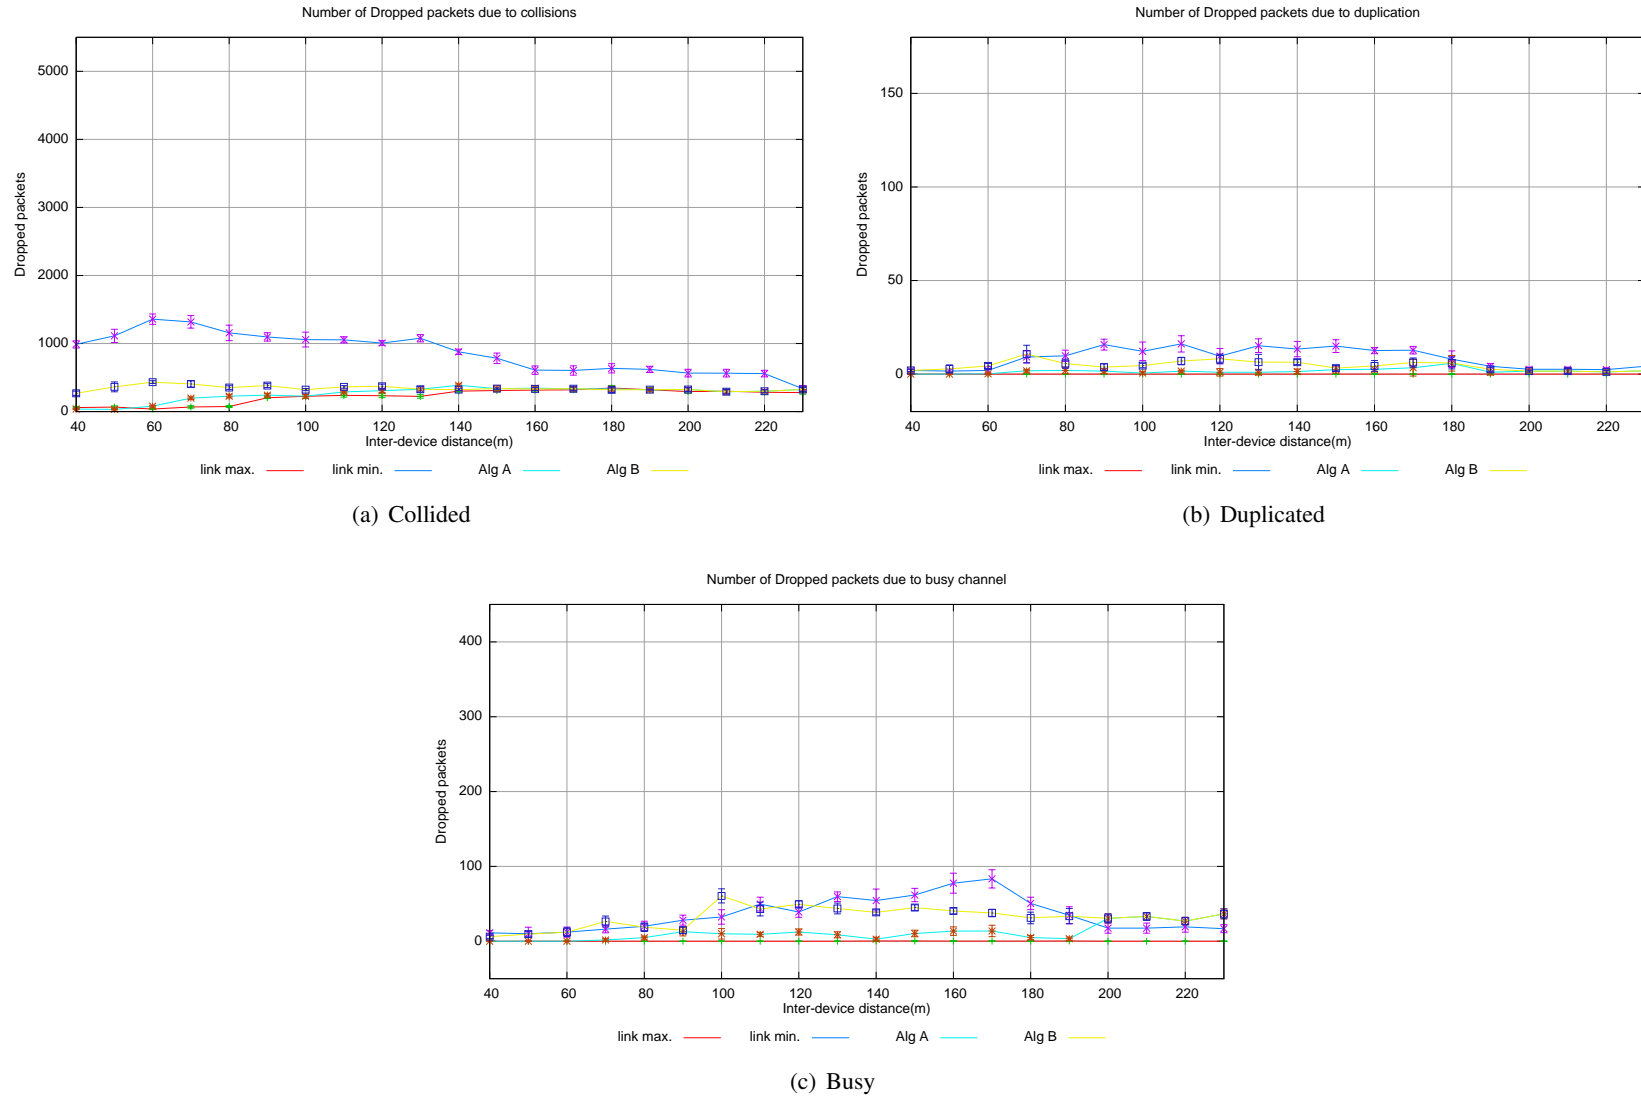 Number of Dropped packets due to collisions
Dropped packets
5000
4000
3000
2000
1000
0
40 60 80 100 120 140 160 180 200 220
Inter-device distance(m)
link max. link min. Alg A Alg B
(a) Collided
Number of Dropped packets due to duplication
Dropped packets
150
100
50
0
40 60 80 100 120 140 160 180 200 220
Inter-device distance(m)
link max. link min. Alg A Alg B
(b) Duplicated
Number of Dropped packets due to busy channel
Dropped packets
400
300
200
100
0
40 60 80 100 120 140 160 180 200 220
Inter-device distance(m)
link max. link min. Alg A Alg B
(c) Busy